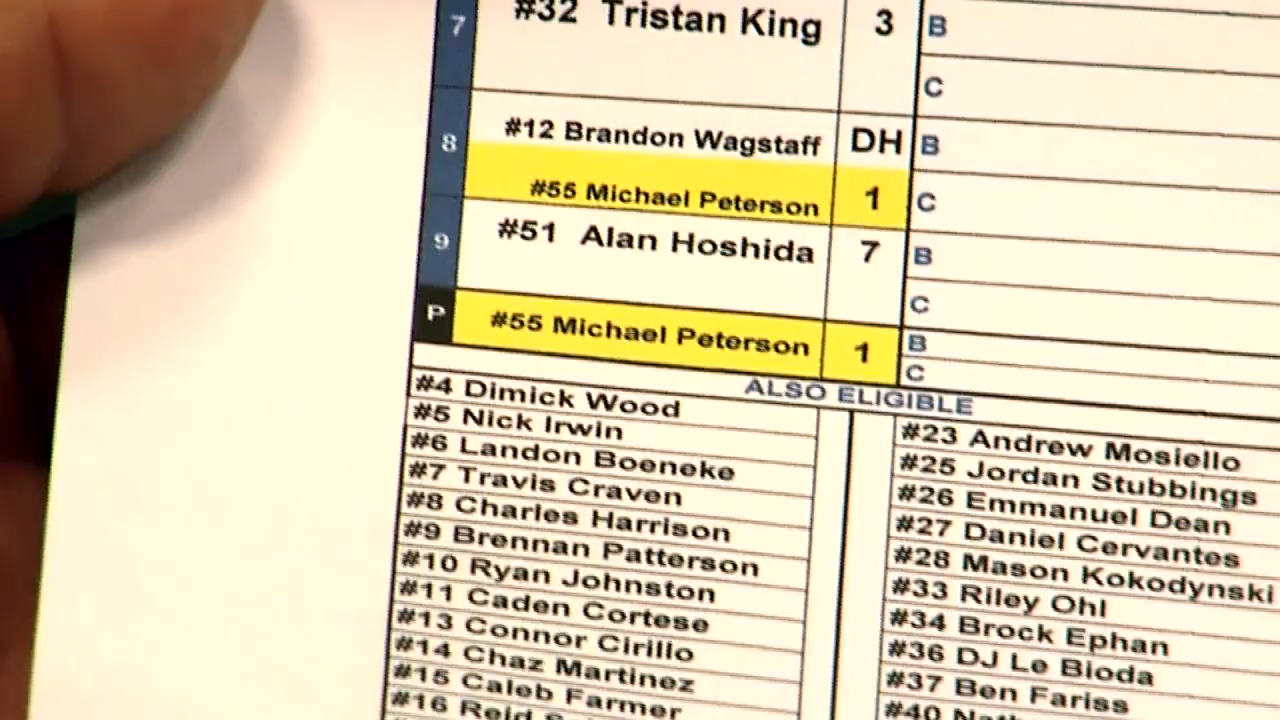 7 #32 Tristan King 3 B
C
8 #12 Brandon Wagstaff DH B
#55 Michael Peterson 1 C
9 #51 Alan Hoshida 7 B
C
P #55 Michael Peterson 1 B
C
ALSO ELIGIBLE
#4 Dimick Wood
#5 Nick Irwin
#6 Landon Boeneke
#7 Travis Craven
#8 Charles Harrison
#9 Brennan Patterson
#10 Ryan Johnston
#11 Caden Cortese
#13 Connor Cirillo
#14 Chaz Martinez
#15 Caleb Farmer
#16 Reid
#23 Andrew Mosiello
#25 Jordan Stubbings
#26 Emmanuel Dean
#27 Daniel Cervantes
#28 Mason Kokodynski
#33 Riley Ohl
#34 Brock Ephan
#36 DJ Le Bioda
#37 Ben Fariss
#40